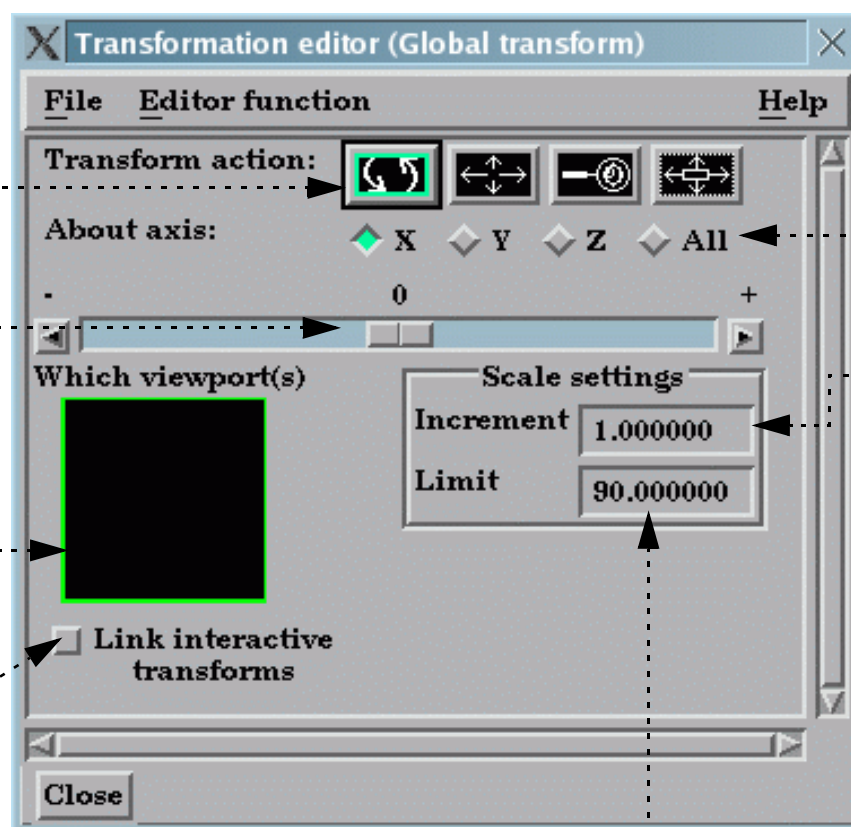 Transformation editor (Global transform)
File Editor function Help
Transform action:
About axis: X Y Z All
- 0 +
Which viewport(s)
Scale settings
Increment 1.000000
Limit 90.000000
Link interactive
transforms
Close